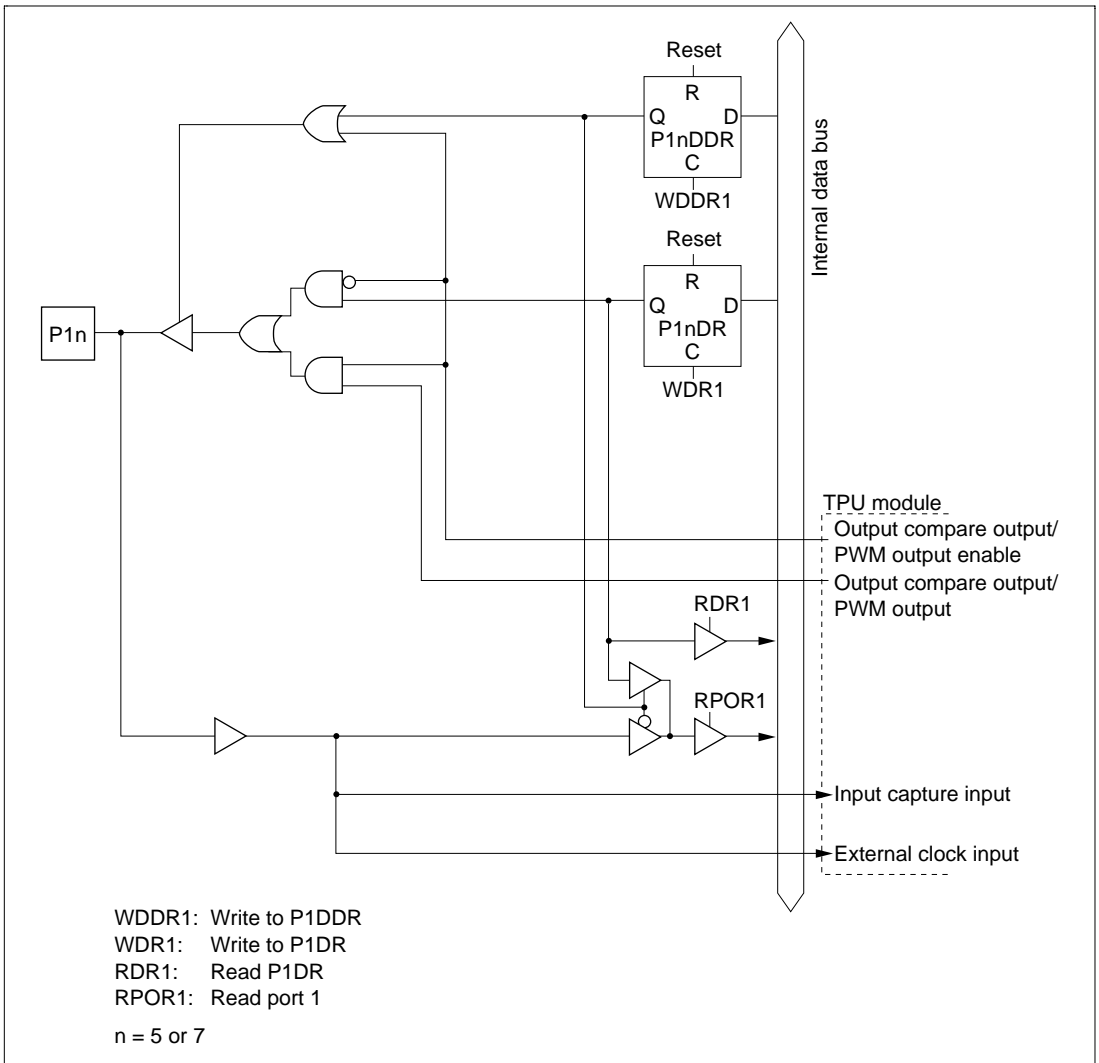 Reset
R
Q D
P1nDDR
C
WDDR1
Reset
R
Q D
P1nDR
C
WDR1
Internal data bus
P1n
TPU module
Output compare output/
PWM output enable
Output compare output/
PWM output
RDR1
RPOR1
Input capture input
External clock input
WDDR1: Write to P1DDR
WDR1: Write to P1DR
RDR1: Read P1DR
RPOR1: Read port 1
n = 5 or 7